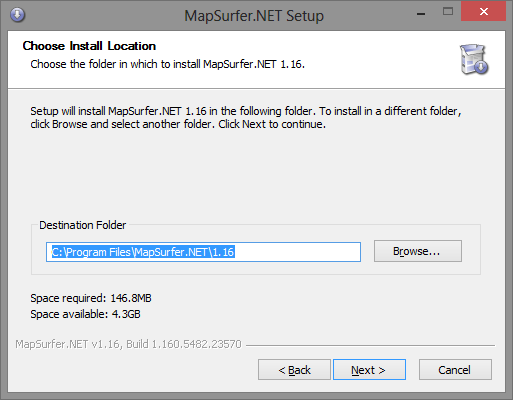 MapSurfer.NET Setup
Choose Install Location
Choose the folder in which to install MapSurfer.NET 1.16.
Setup will install MapSurfer.NET 1.16 in the following folder. To install in a different folder,
click Browse and select another folder. Click Next to continue.
Destination Folder
C:\Program Files\MapSurfer.NET\1.16
Browse...
Space required: 146.8MB
Space available: 4.3GB
MapSurfer.NET v1.16, Build 1.160.5482.23570
< Back
Next >
Cancel